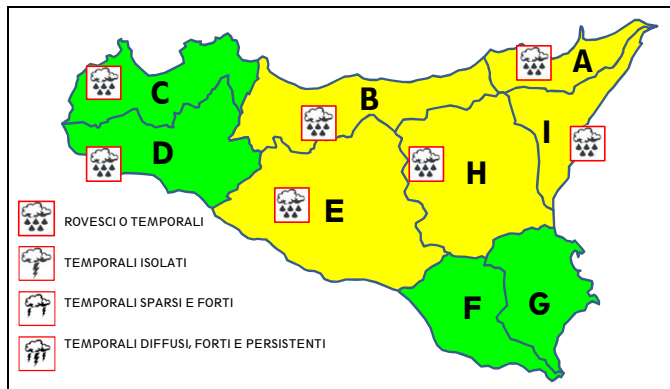 A
C
B
I
D
H
E
ROVESCI O TEMPORALI
TEMPORALI ISOLATI
F
G
TEMPORALI SPARSI E FORTI
TEMPORALI DIFFUSI, FORTI E PERSISTENTI